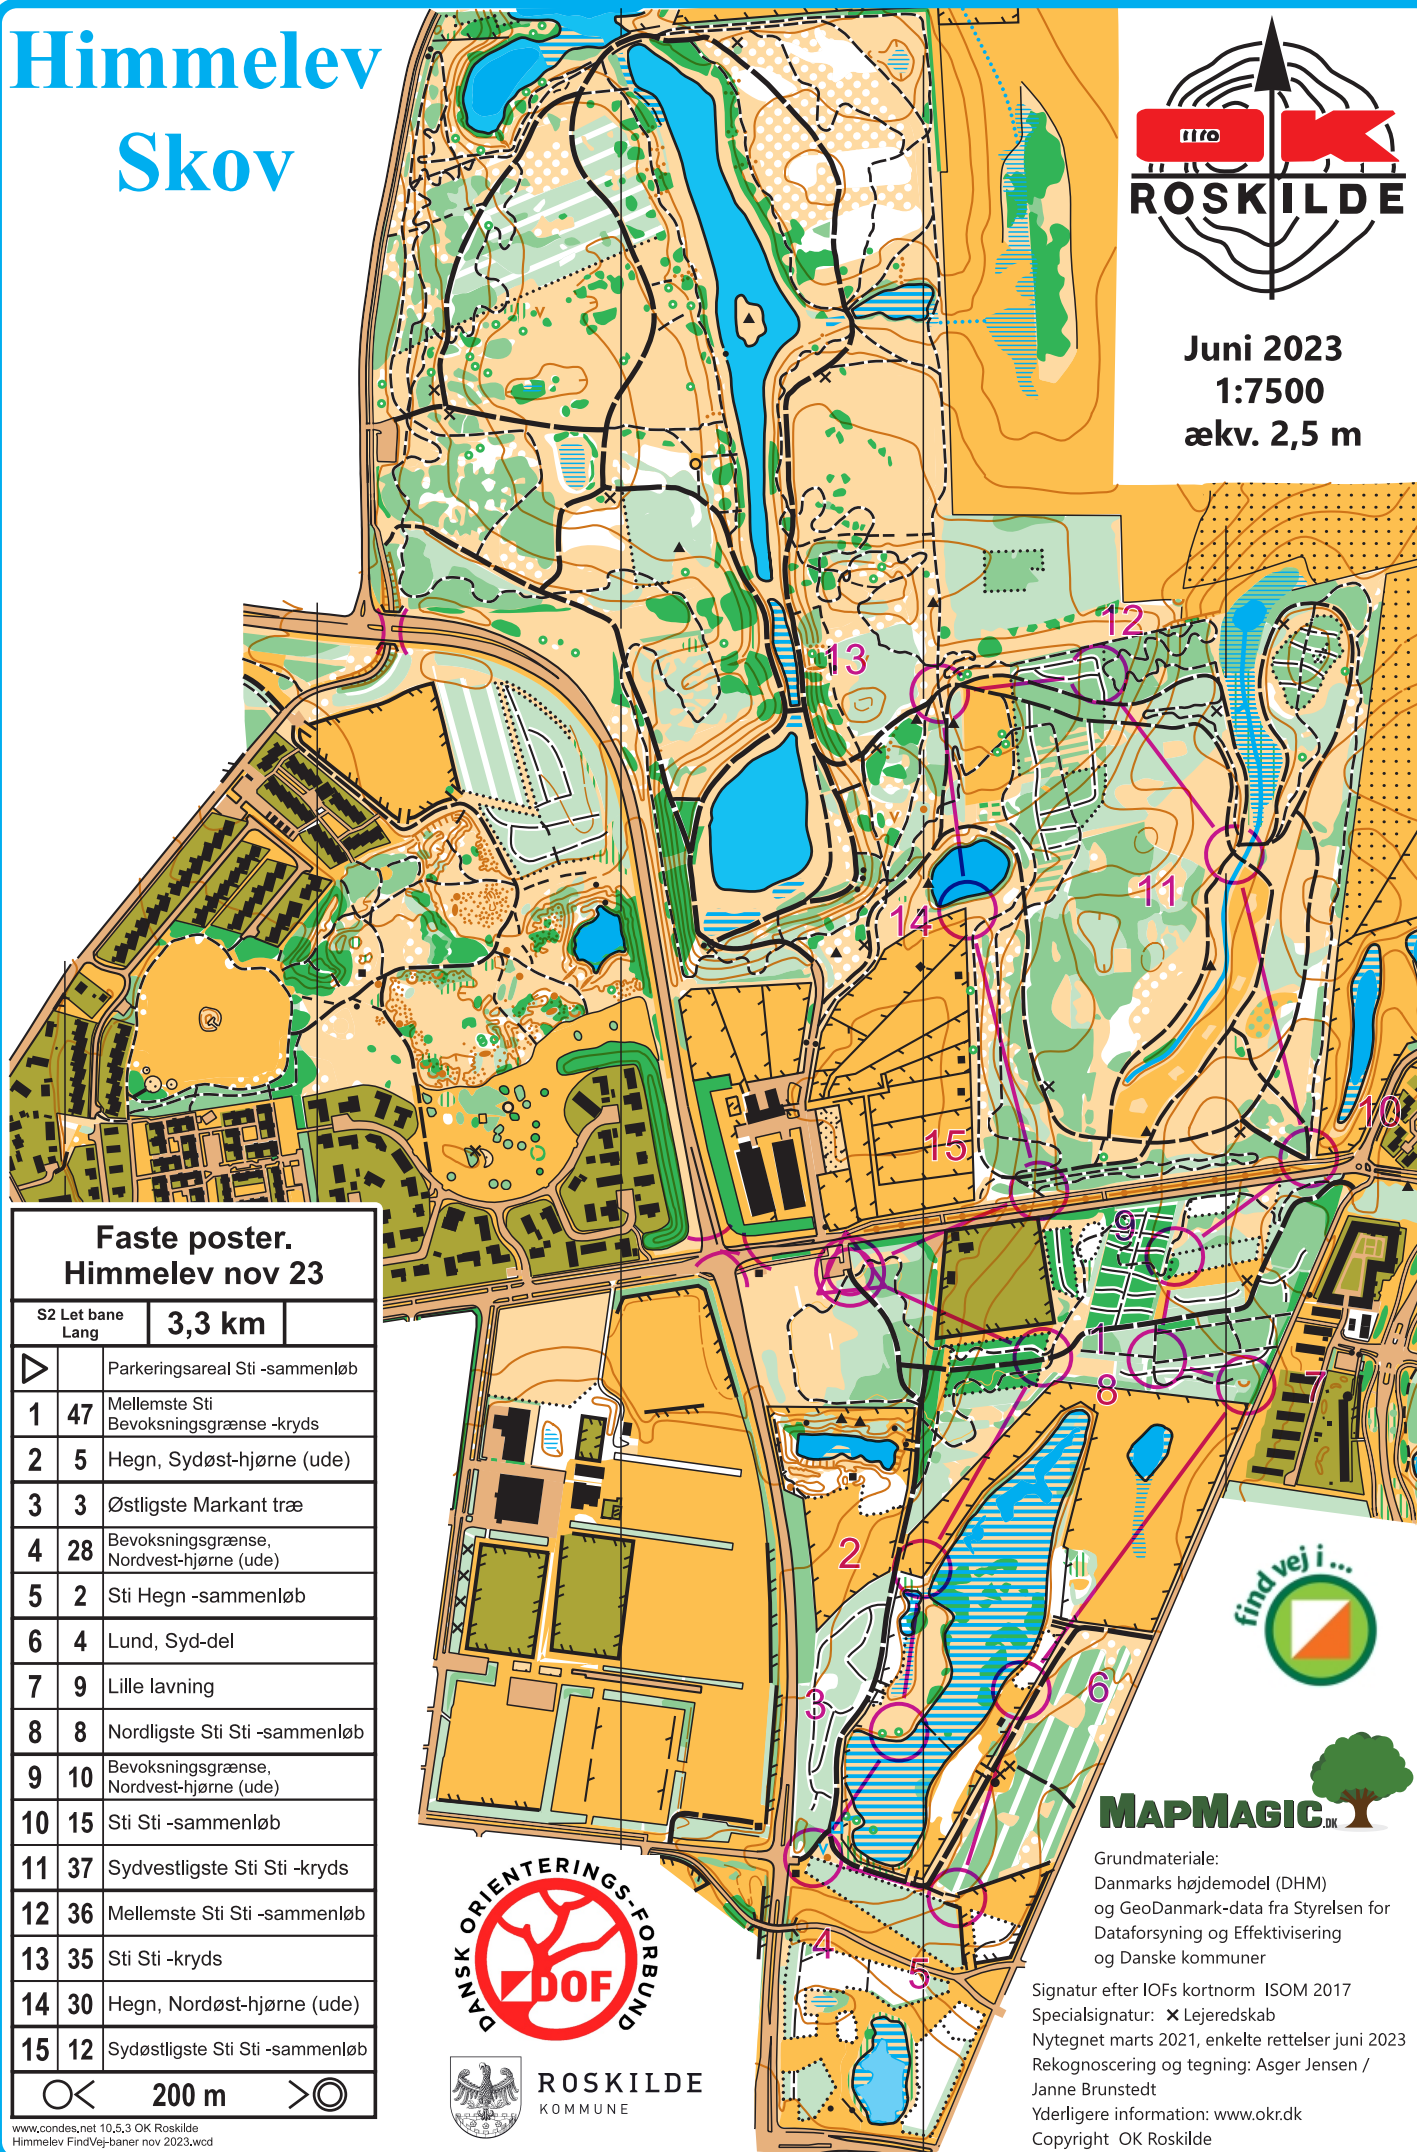 Himmelev
Skov
OK
ROSKILDE
Juni 2023
1:7500
ækv. 2,5 m
12
13
11
14
10
15
9
1
8
7
2
6
3
4
5
Faste poster.
Himmelev nov 23
S2 Let bane
Lang
3,3 km
Parkeringsareal Sti -sammenløb
1 47 Mellemste Sti
Bevoksningsgrænse -kryds
2 5 Hegn, Sydøst-hjørne (ude)
3 3 Østligste Markant træ
4 28 Bevoksningsgrænse,
Nordvest-hjørne (ude)
5 2 Sti Hegn -sammenløb
6 4 Lund, Syd-del
7 9 Lille lavning
8 8 Nordligste Sti Sti -sammenløb
9 10 Bevoksningsgrænse,
Nordvest-hjørne (ude)
10 15 Sti Sti -sammenløb
11 37 Sydvestligste Sti Sti -kryds
12 36 Mellemste Sti Sti -sammenløb
13 35 Sti Sti -kryds
14 30 Hegn, Nordøst-hjørne (ude)
15 12 Sydøstligste Sti Sti -sammenløb
200 m
www.condes.net 10.5.3 OK Roskilde
Himmelev FindVej-baner nov 2023.wcd
DANSK ORIENTERINGS-FORBUND
DOF
ROSKILDE
KOMMUNE
find vej i ...
MAPMAGIC.DK
Grundmateriale:
Danmarks højdemodel (DHM)
og GeoDanmark-data fra Styrelsen for
Dataforsyning og Effektivisering
og Danske kommuner
Signatur efter IOFs kortnorm ISOM 2017
Specialsignatur: ✕ Lejeredskab
Nytegnet marts 2021, enkelte rettelser juni 2023
Rekognoscering og tegning: Asger Jensen /
Janne Brunstedt
Yderligere information: www.okr.dk
Copyright OK Roskilde